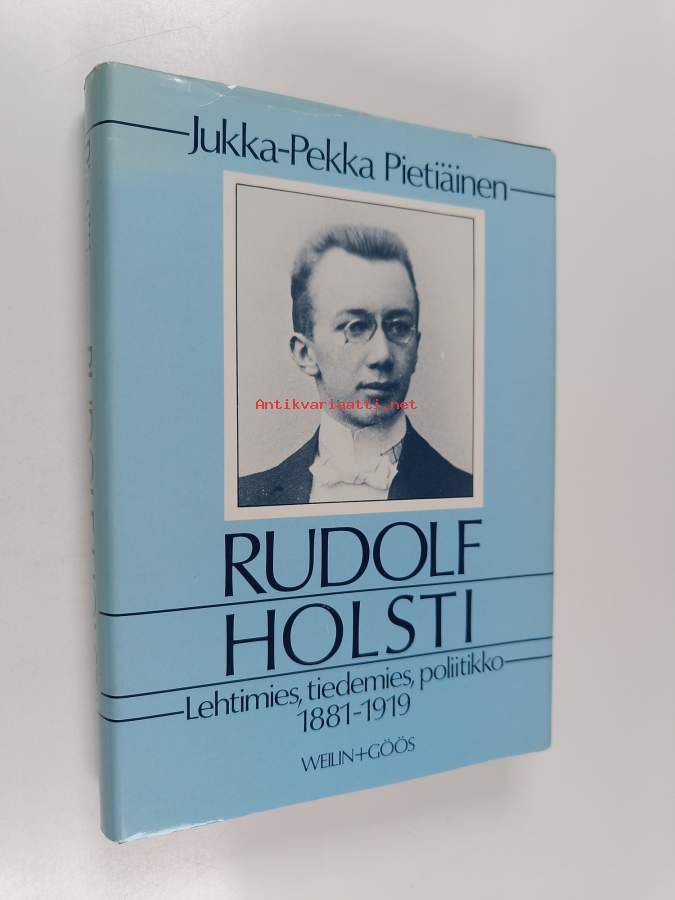 Jukka-Pekka Pietiäinen
Antikvariaatti.net
RUDOLF
HOLSTI
Lehtimies, tiedemies, poliitikko
1881-1919
WEILIN+GÖÖS